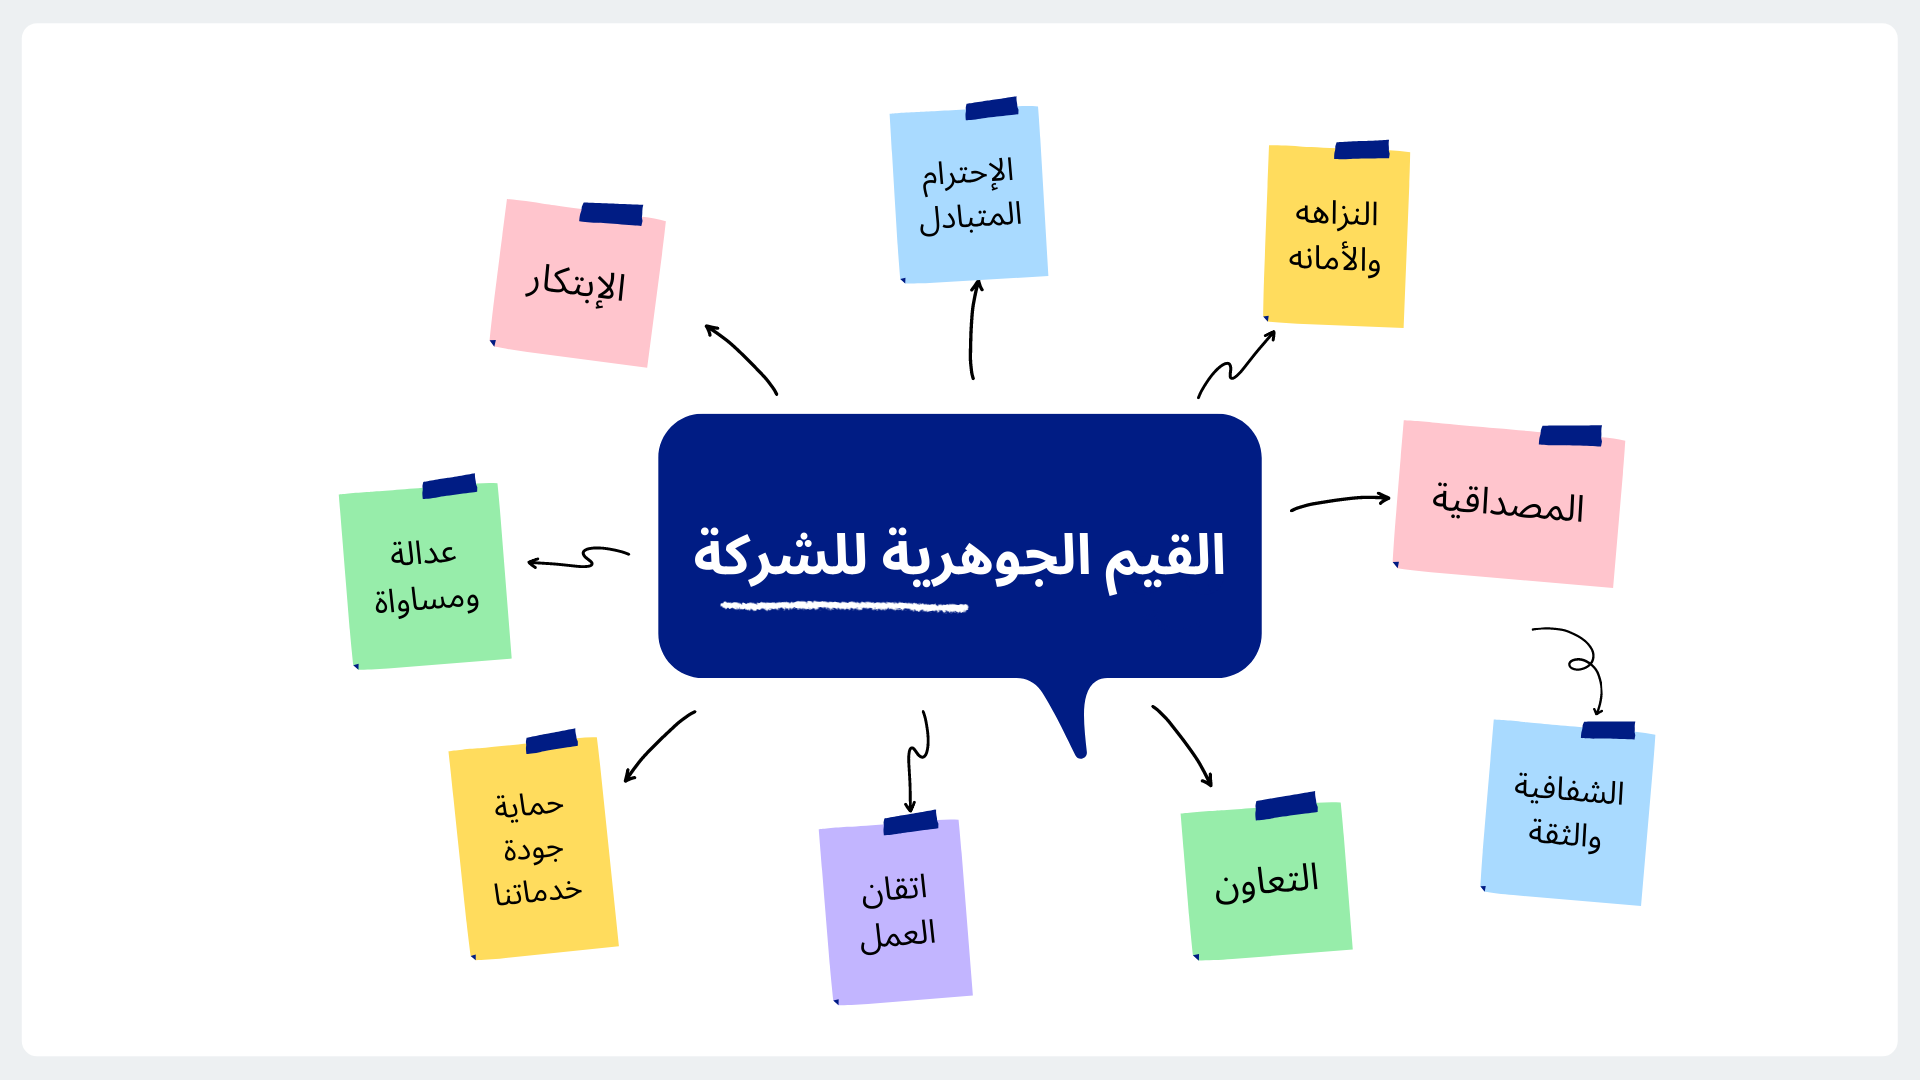 الإحترام
المتبادل
النزاهه
والأمانه
الإبتكار
المصداقية
القيم الجوهرية للشركة
عدالة
ومساواة
الشفافية
والثقة
حماية
جودة
خدماتنا
اتقان
العمل
التعاون